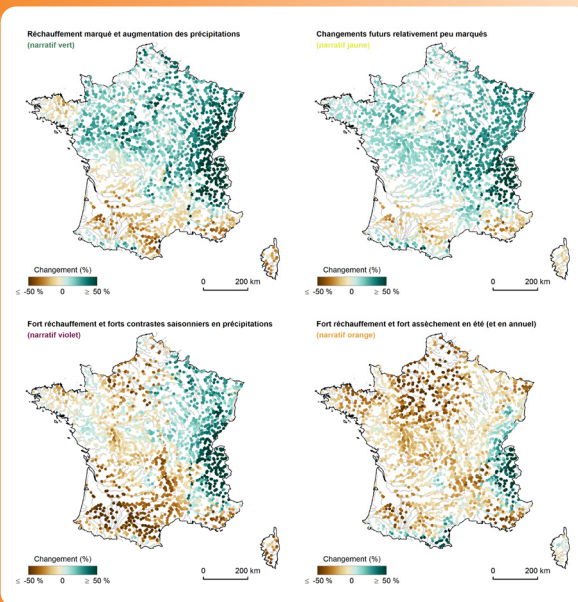 Réchauffement marqué et augmentation des précipitations
(narratif vert)
Changement (%)
≤ -50 % 0 ≥ 50 %
0 200 km
Changements futurs relativement peu marqués
(narratif jaune)
Changement (%)
≤ -50 % 0 ≥ 50 %
0 200 km
Fort réchauffement et forts contrastes saisonniers en précipitations
(narratif violet)
Changement (%)
≤ -50 % 0 ≥ 50 %
0 200 km
Fort réchauffement et fort assèchement en été (et en annuel)
(narratif orange)
Changement (%)
≤ -50 % 0 ≥ 50 %
0 200 km